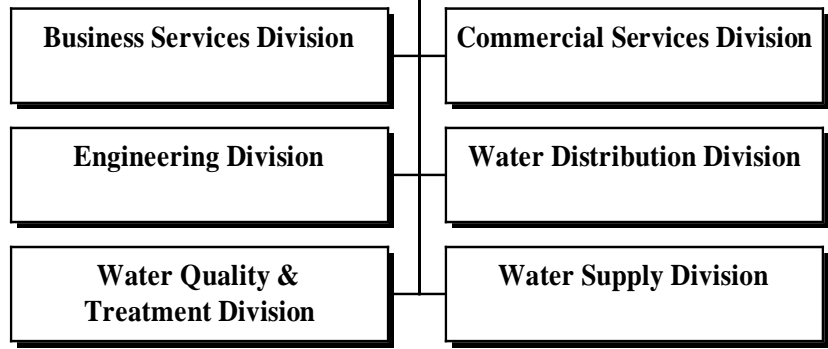 Business Services Division
Commercial Services Division
Engineering Division
Water Distribution Division
Water Quality &
Treatment Division
Water Supply Division